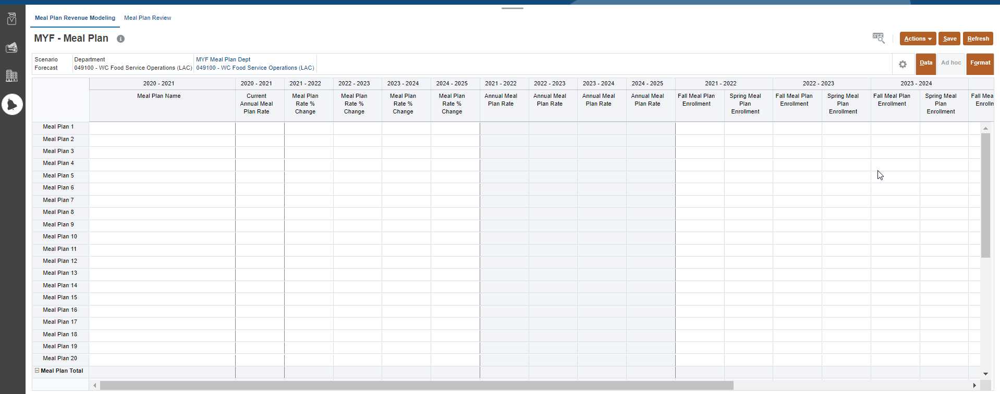 Meal Plan Revenue Modeling Meal Plan Review
MYF - Meal Plan
Actions Save Refresh
Scenario Department MYF Meal Plan Dept
Forecast 049100 - WC Food Service Operations (LAC) 049100 - WC Food Service Operations (LAC)
Data Ad hoc Format
2020 - 2021 2020 - 2021 2021 - 2022 2022 - 2023 2023 - 2024 2024 - 2025 2021 - 2022 2022 - 2023 2023 - 2024 2024 - 2025 2021 - 2022 2022 - 2023 2023 - 2024
Meal Plan Name Current Meal Plan Meal Plan Meal Plan Meal Plan Annual Meal Annual Meal Annual Meal Annual Meal Fall Meal Plan Spring Meal Fall Meal Plan Spring Meal Fall Meal Plan Spring Meal Fall Mea
Annual Meal Rate % Rate % Rate % Rate % Plan Rate Plan Rate Plan Rate Plan Rate Enrollment Plan Enrollment Plan Enrollment Plan Enrolln
Plan Rate Change Change Change Change Enrollment Enrollment Enrollment
Meal Plan 1
Meal Plan 2
Meal Plan 3
Meal Plan 4
Meal Plan 5
Meal Plan 6
Meal Plan 7
Meal Plan 8
Meal Plan 9
Meal Plan 10
Meal Plan 11
Meal Plan 12
Meal Plan 13
Meal Plan 14
Meal Plan 15
Meal Plan 16
Meal Plan 17
Meal Plan 18
Meal Plan 19
Meal Plan 20
Meal Plan Total